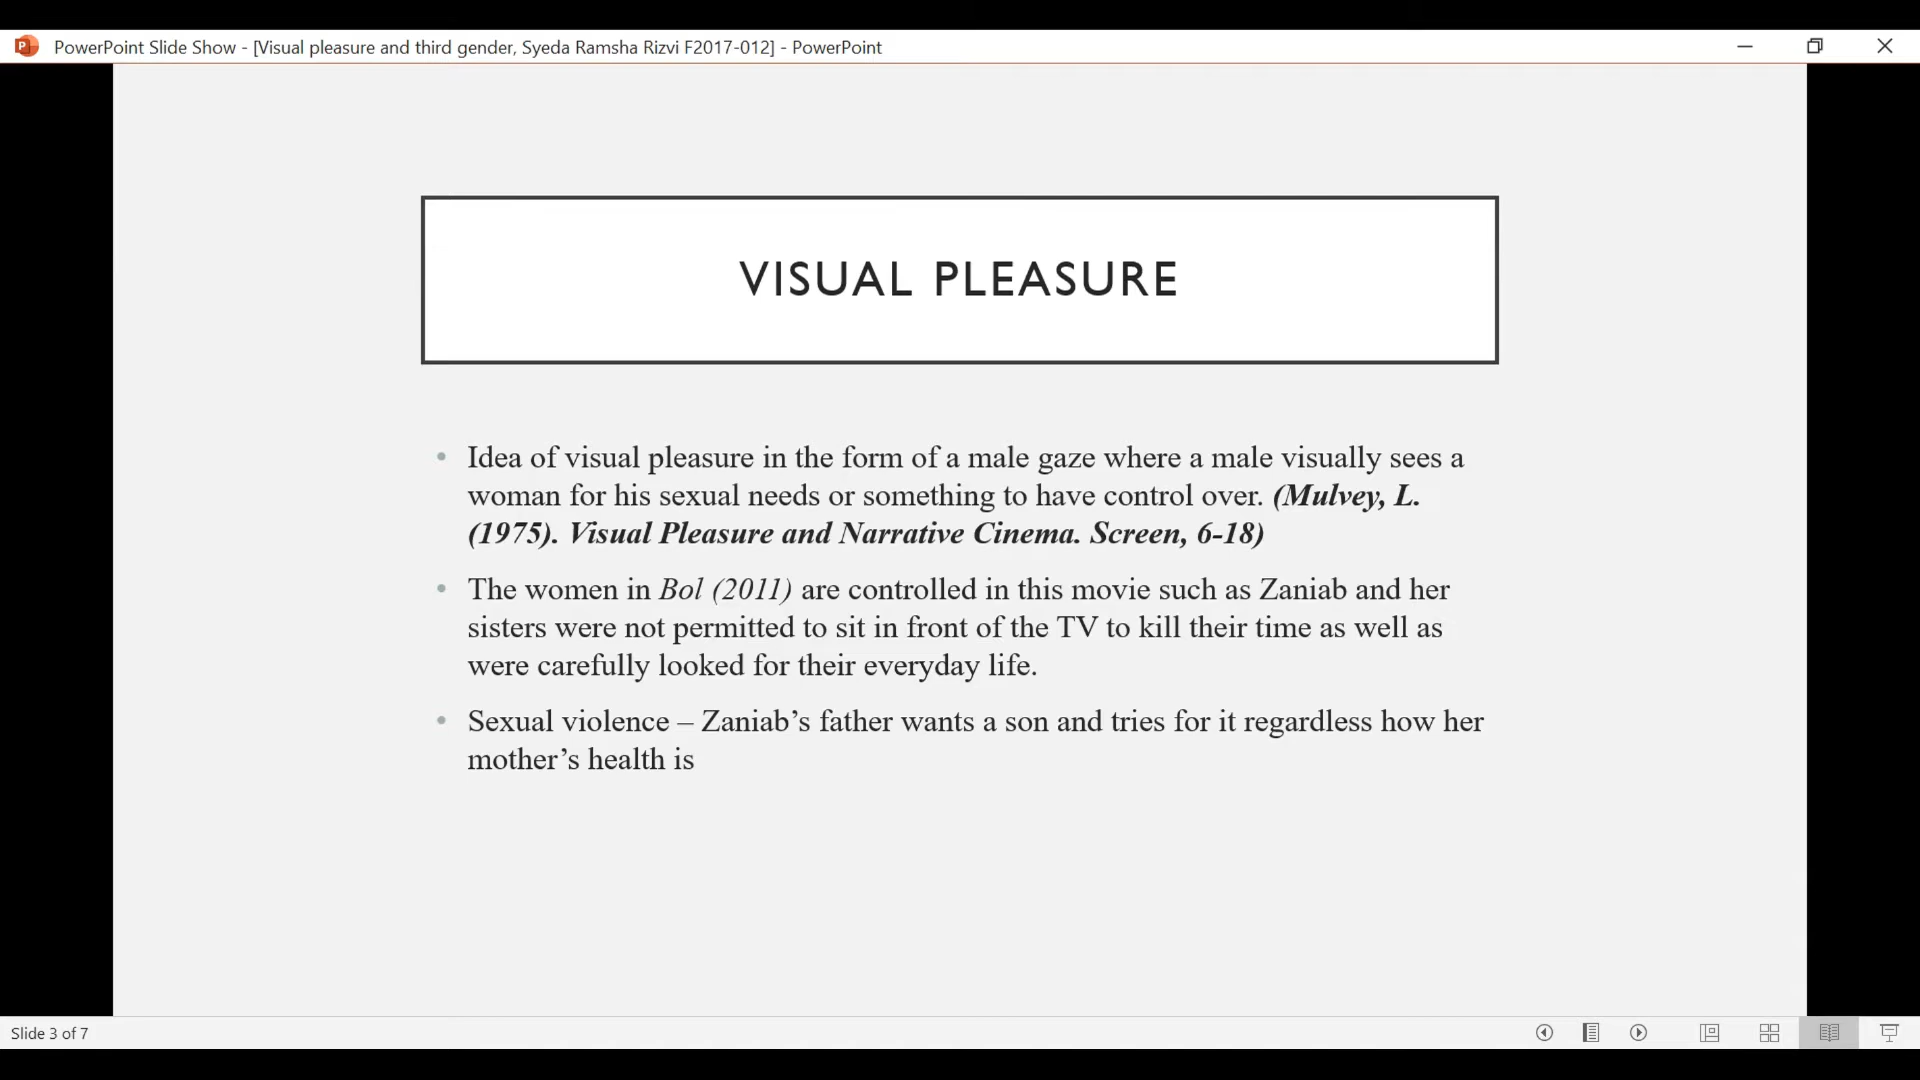 PowerPoint Slide Show - [Visual pleasure and third gender, Syeda Ramsha Rizvi F2017-012] - PowerPoint
VISUAL PLEASURE
• Idea of visual pleasure in the form of a male gaze where a male visually sees a
woman for his sexual needs or something to have control over. (Mulvey, L.
(1975). Visual Pleasure and Narrative Cinema. Screen, 6-18)
• The women in Bol (2011) are controlled in this movie such as Zaniab and her
sisters were not permitted to sit in front of the TV to kill their time as well as
were carefully looked for their everyday life.
• Sexual violence – Zaniab’s father wants a son and tries for it regardless how her
mother’s health is
Slide 3 of 7